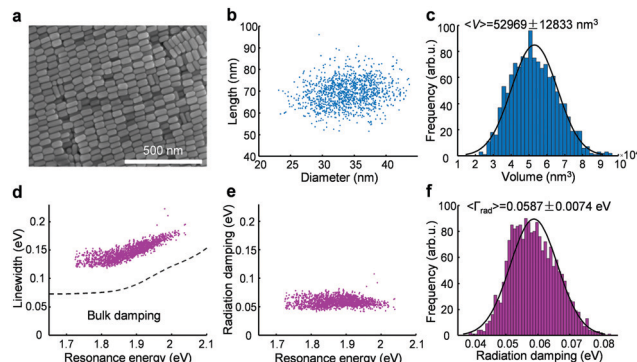 a
500 nm
b
Length (nm)
100
90
80
70
60
50
40
20 25 30 35 40
Diameter (nm)
c
<V>=52969±12833 nm³
Frequency (arb.u.)
100
80
60
40
20
0
1 2 3 4 5 6 7 8 9 10
Volume (nm³)
d
Linewidth (eV)
0.2
0.15
0.1
0.05
0
Bulk damping
1.7 1.8 1.9 2 2.1
Resonance energy (eV)
e
Radiation damping (eV)
0.2
0.15
0.1
0.05
0
1.7 1.8 1.9 2 2.1
Resonance energy (eV)
f
<Γrad>=0.0587±0.0074 eV
Frequency (arb.u.)
100
80
60
40
20
0
0.04 0.05 0.06 0.07 0.08
Radiation damping (eV)